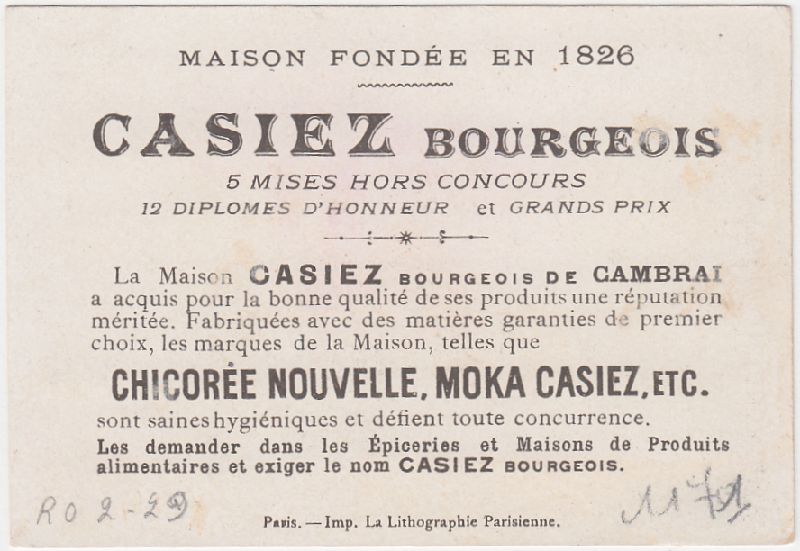 MAISON FONDÉE EN 1826
CASIEZ BOURGEOIS
5 MISES HORS CONCOURS
12 DIPLOMES D'HONNEUR et GRANDS PRIX
La Maison CASIEZ BOURGEOIS DE CAMBRAI
a acquis pour la bonne qualité de ses produits une réputation
méritée. Fabriquées avec des matières garanties de premier
choix, les marques de la Maison, telles que
CHICORÉE NOUVELLE, MOKA CASIEZ, ETC.
sont saines hygiéniques et défient toute concurrence.
Les demander dans les Épiceries et Maisons de Produits
alimentaires et exiger le nom CASIEZ BOURGEOIS.
RO 2-29
Paris. — Imp. La Lithographie Parisienne.